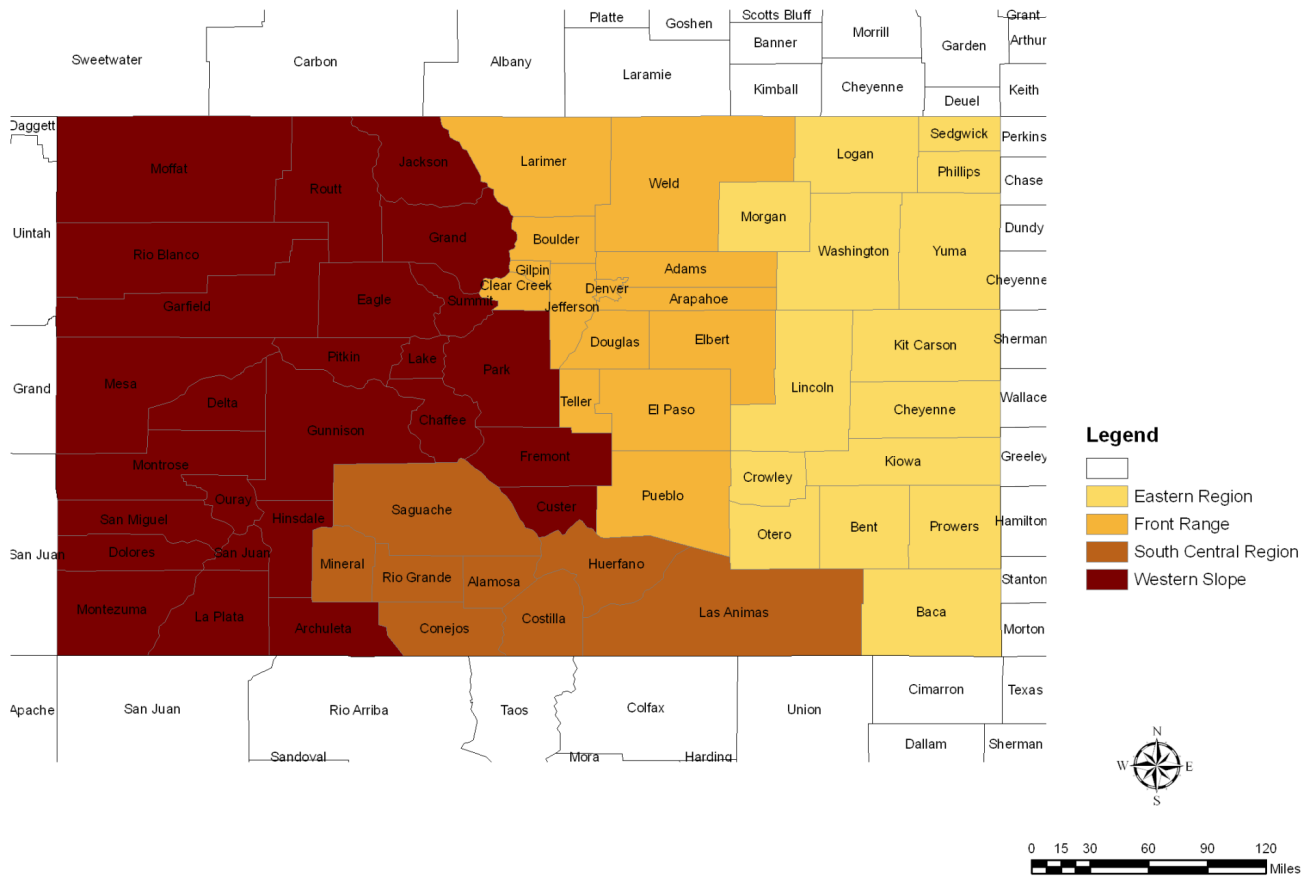 Platte
Goshen
Scotts Bluff
Grant
Banner
Morrill
Garden
Arthur
Sweetwater
Carbon
Albany
Laramie
Kimball
Cheyenne
Deuel
Keith
Daggett
Moffat
Routt
Jackson
Larimer
Weld
Logan
Sedgwick
Perkins
Phillips
Chase
Uintah
Rio Blanco
Grand
Boulder
Morgan
Washington
Yuma
Dundy
Garfield
Eagle
Summit
Gilpin
Clear Creek
Jefferson
Denver
Adams
Arapahoe
Cheyenne
Grand
Mesa
Delta
Pitkin
Lake
Park
Douglas
Elbert
Lincoln
Kit Carson
Sherman
Gunnison
Chaffee
Teller
El Paso
Cheyenne
Wallace
Montrose
Ouray
Fremont
Pueblo
Crowley
Kiowa
Greeley
San Miguel
Hinsdale
Saguache
Custer
Otero
Bent
Prowers
Hamilton
San Juan
Dolores
San Juan
Mineral
Rio Grande
Alamosa
Huerfano
Stanton
Montezuma
La Plata
Archuleta
Conejos
Costilla
Las Animas
Baca
Morton
Apache
San Juan
Rio Arriba
Taos
Colfax
Union
Cimarron
Texas
Sandoval
Mora
Harding
Dallam
Sherman
Legend
Eastern Region
Front Range
South Central Region
Western Slope
N
W
E
S
0 15 30 60 90 120
Miles